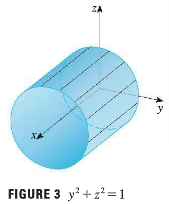 z
y
x
FIGURE 3 y² + z² = 1